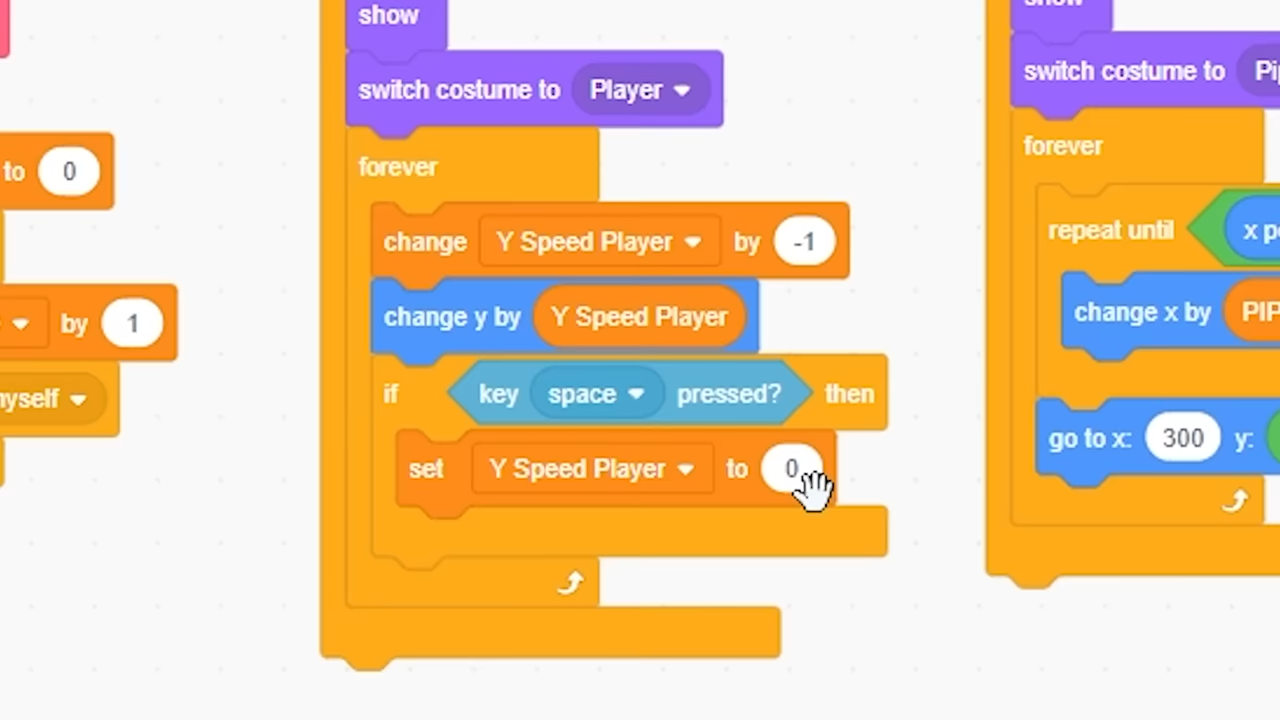 to 0
by 1
myself
show
switch costume to Player
forever
change Y Speed Player by -1
change y by Y Speed Player
if key space pressed? then
set Y Speed Player to 0
show
switch costume to
forever
repeat until
change x by
go to x: 300 y: